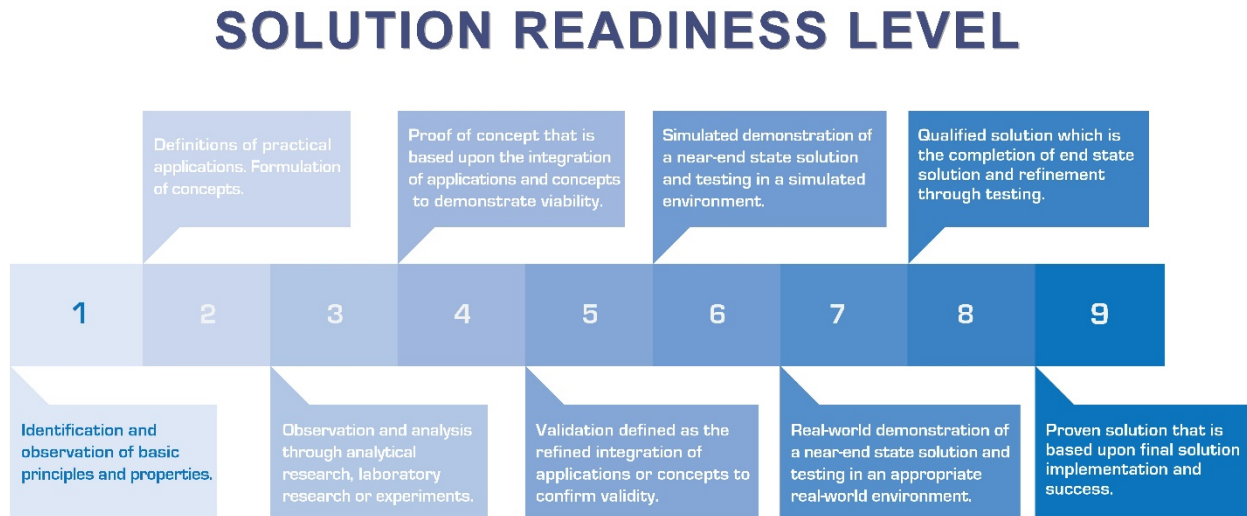 SOLUTION READINESS LEVEL
Definitions of practical
applications. Formulation
of concepts.
Proof of concept that is
based upon the integration
of applications and concepts
to demonstrate viability.
Simulated demonstration of
a near-end state solution
and testing in a simulated
environment.
Qualified solution which is
the completion of end state
solution and refinement
through testing.
1 2 3 4 5 6 7 8 9
Identification and
observation of basic
principles and properties.
Observation and analysis
through analytical
research, laboratory
research or experiments.
Validation defined as the
refined integration of
applications or concepts to
confirm validity.
Real-world demonstration of
a near-end state solution and
testing in an appropriate
real-world environment.
Proven solution that is
based upon final solution
implementation and
success.